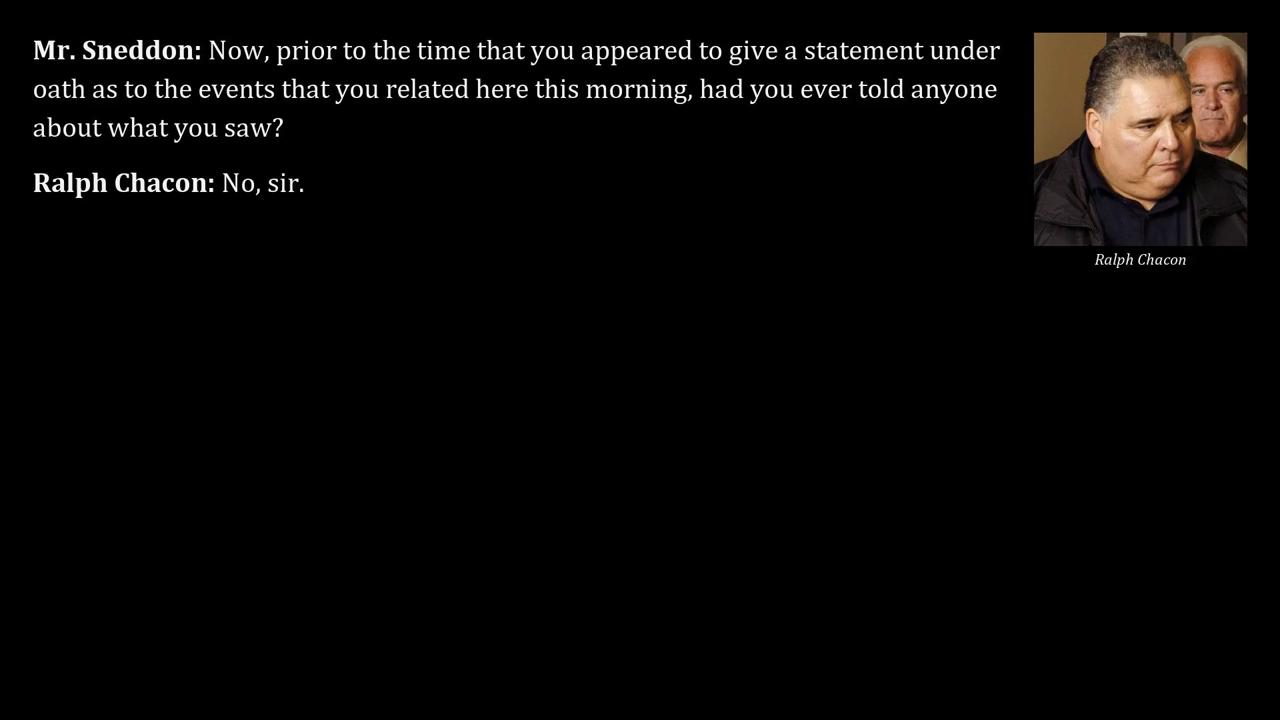 Mr. Sneddon: Now, prior to the time that you appeared to give a statement under
oath as to the events that you related here this morning, had you ever told anyone
about what you saw?
Ralph Chacon: No, sir.
Ralph Chacon